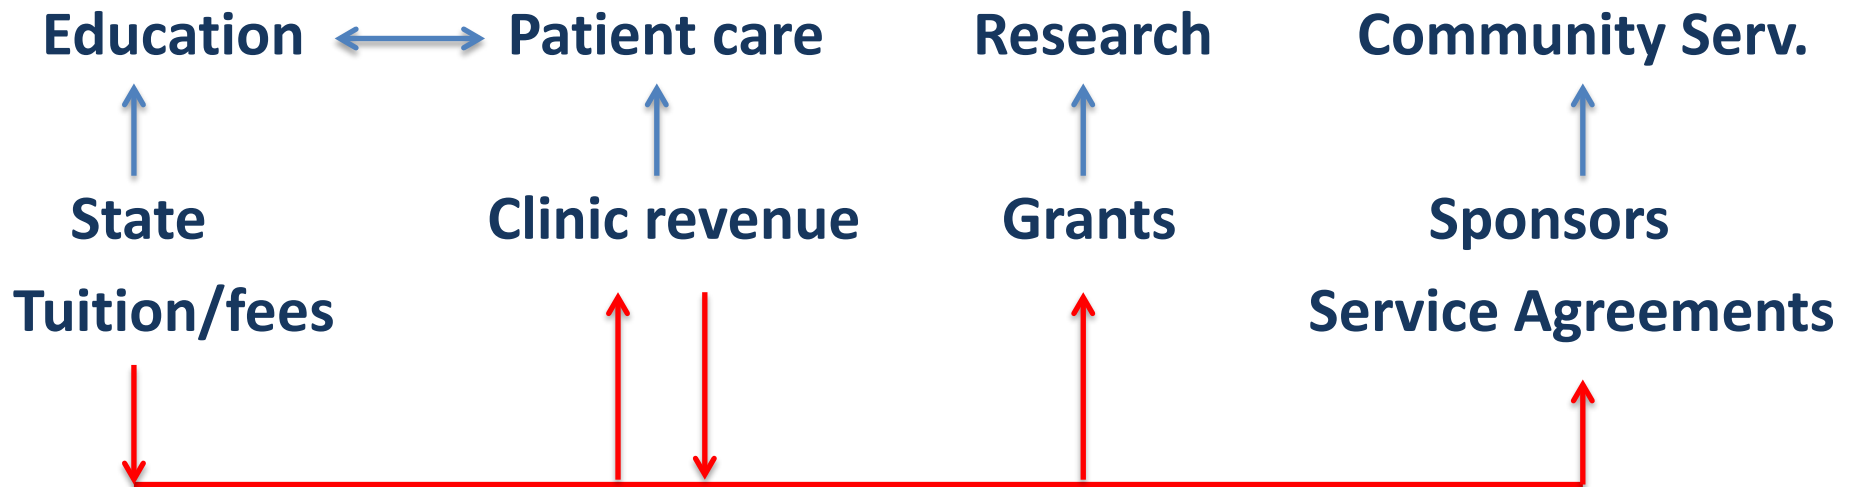 Education Patient care Research Community Serv.
State Clinic revenue Grants Sponsors
Tuition/fees Service Agreements